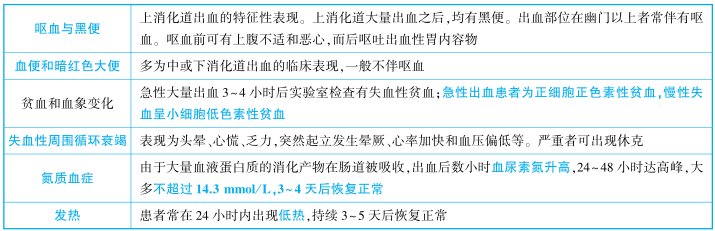 呕血与黑便
上消化道出血的特征性表现。上消化道大量出血之后,均有黑便。出血部位在幽门以上者常伴有呕
血。呕血前可有上腹不适和恶心,而后呕吐出血性胃内容物
血便和暗红色大便
多为中或下消化道出血的临床表现,一般不伴呕血
贫血和血象变化
急性大量出血 3~4 小时后实验室检查有失血性贫血;急性出血患者为正细胞正色素性贫血,慢性失
血呈小细胞低色素性贫血
失血性周围循环衰竭
表现为头晕、心慌、乏力,突然起立发生晕厥、心率加快和血压偏低等。严重者可出现休克
氮质血症
由于大量血液蛋白质的消化产物在肠道被吸收,出血后数小时血尿素氮升高,24~48 小时达高峰,大
多不超过 14.3 mmol/L,3~4 天后恢复正常
发热
患者常在 24 小时内出现低热,持续 3~5 天后恢复正常